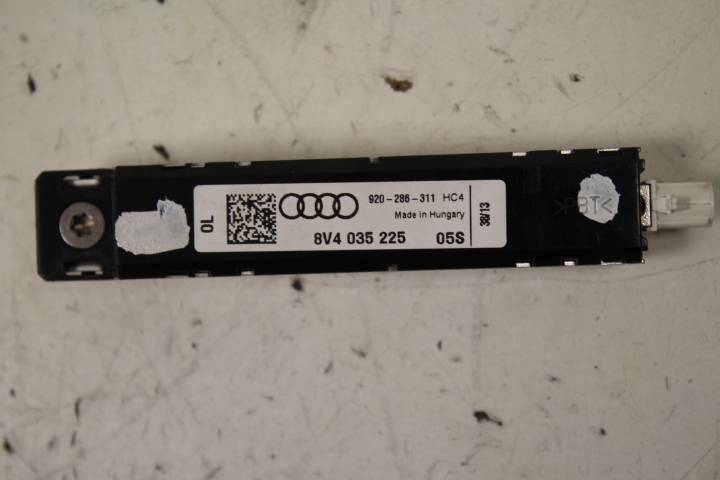 0L
920-286-311 HC4
Made in Hungary
8V4 035 225 05S
38/13
>PBT<